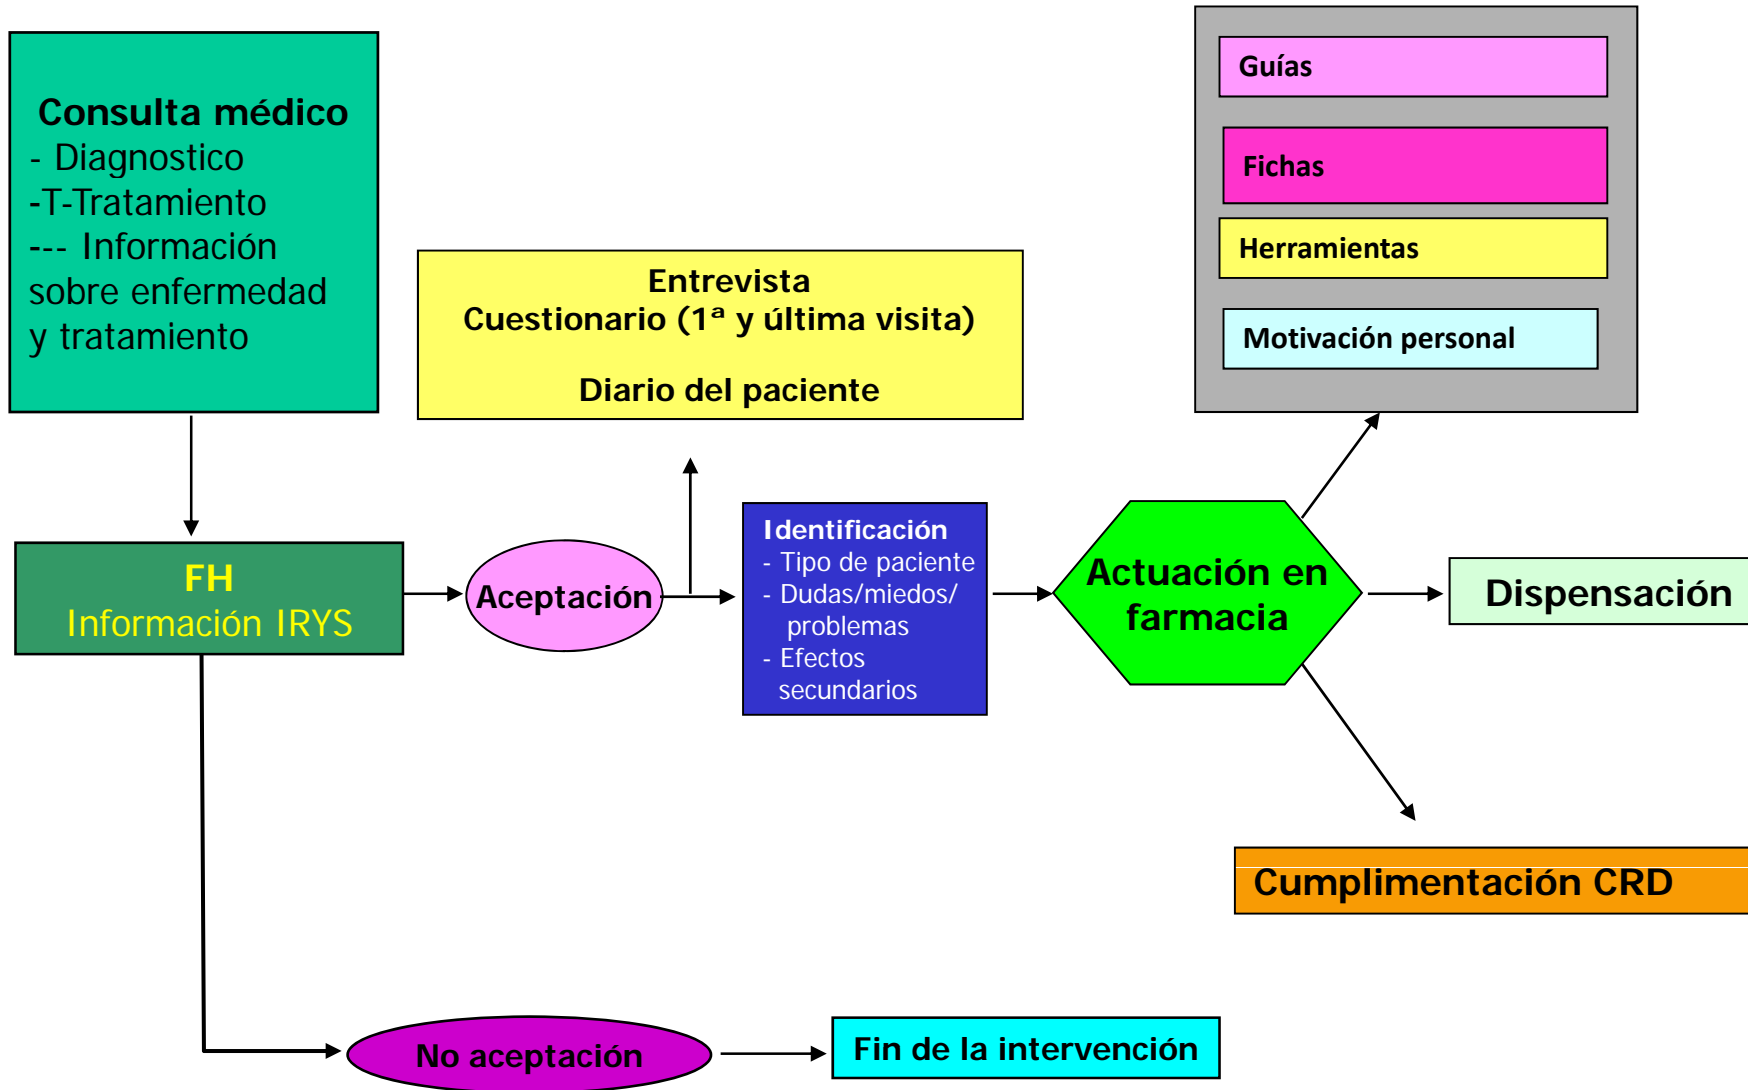 Consulta médico
- Diagnostico
-T-Tratamiento
--- Información
sobre enfermedad
y tratamiento
Guías
Fichas
Herramientas
Motivación personal
Entrevista
Cuestionario (1ª y última visita)
Diario del paciente
FH
Información IRYS
Aceptación
Identificación
- Tipo de paciente
- Dudas/miedos/
problemas
- Efectos
secundarios
Actuación en
farmacia
Dispensación
Cumplimentación CRD
No aceptación
Fin de la intervención